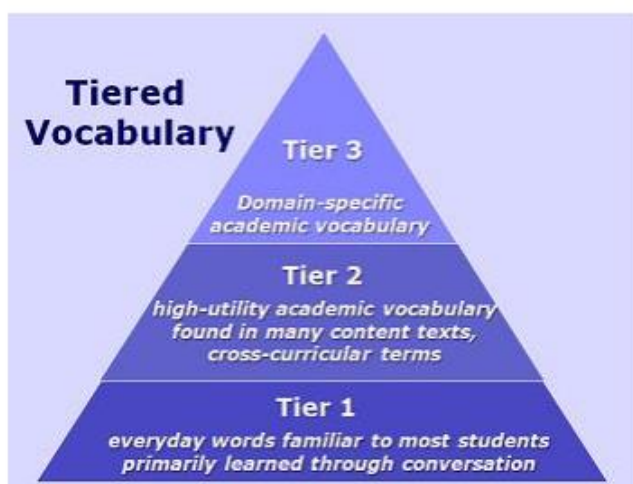 Tiered
Vocabulary
Tier 3
Domain-specific
academic vocabulary
Tier 2
high-utility academic vocabulary
found in many content texts,
cross-curricular terms
Tier 1
everyday words familiar to most students
primarily learned through conversation